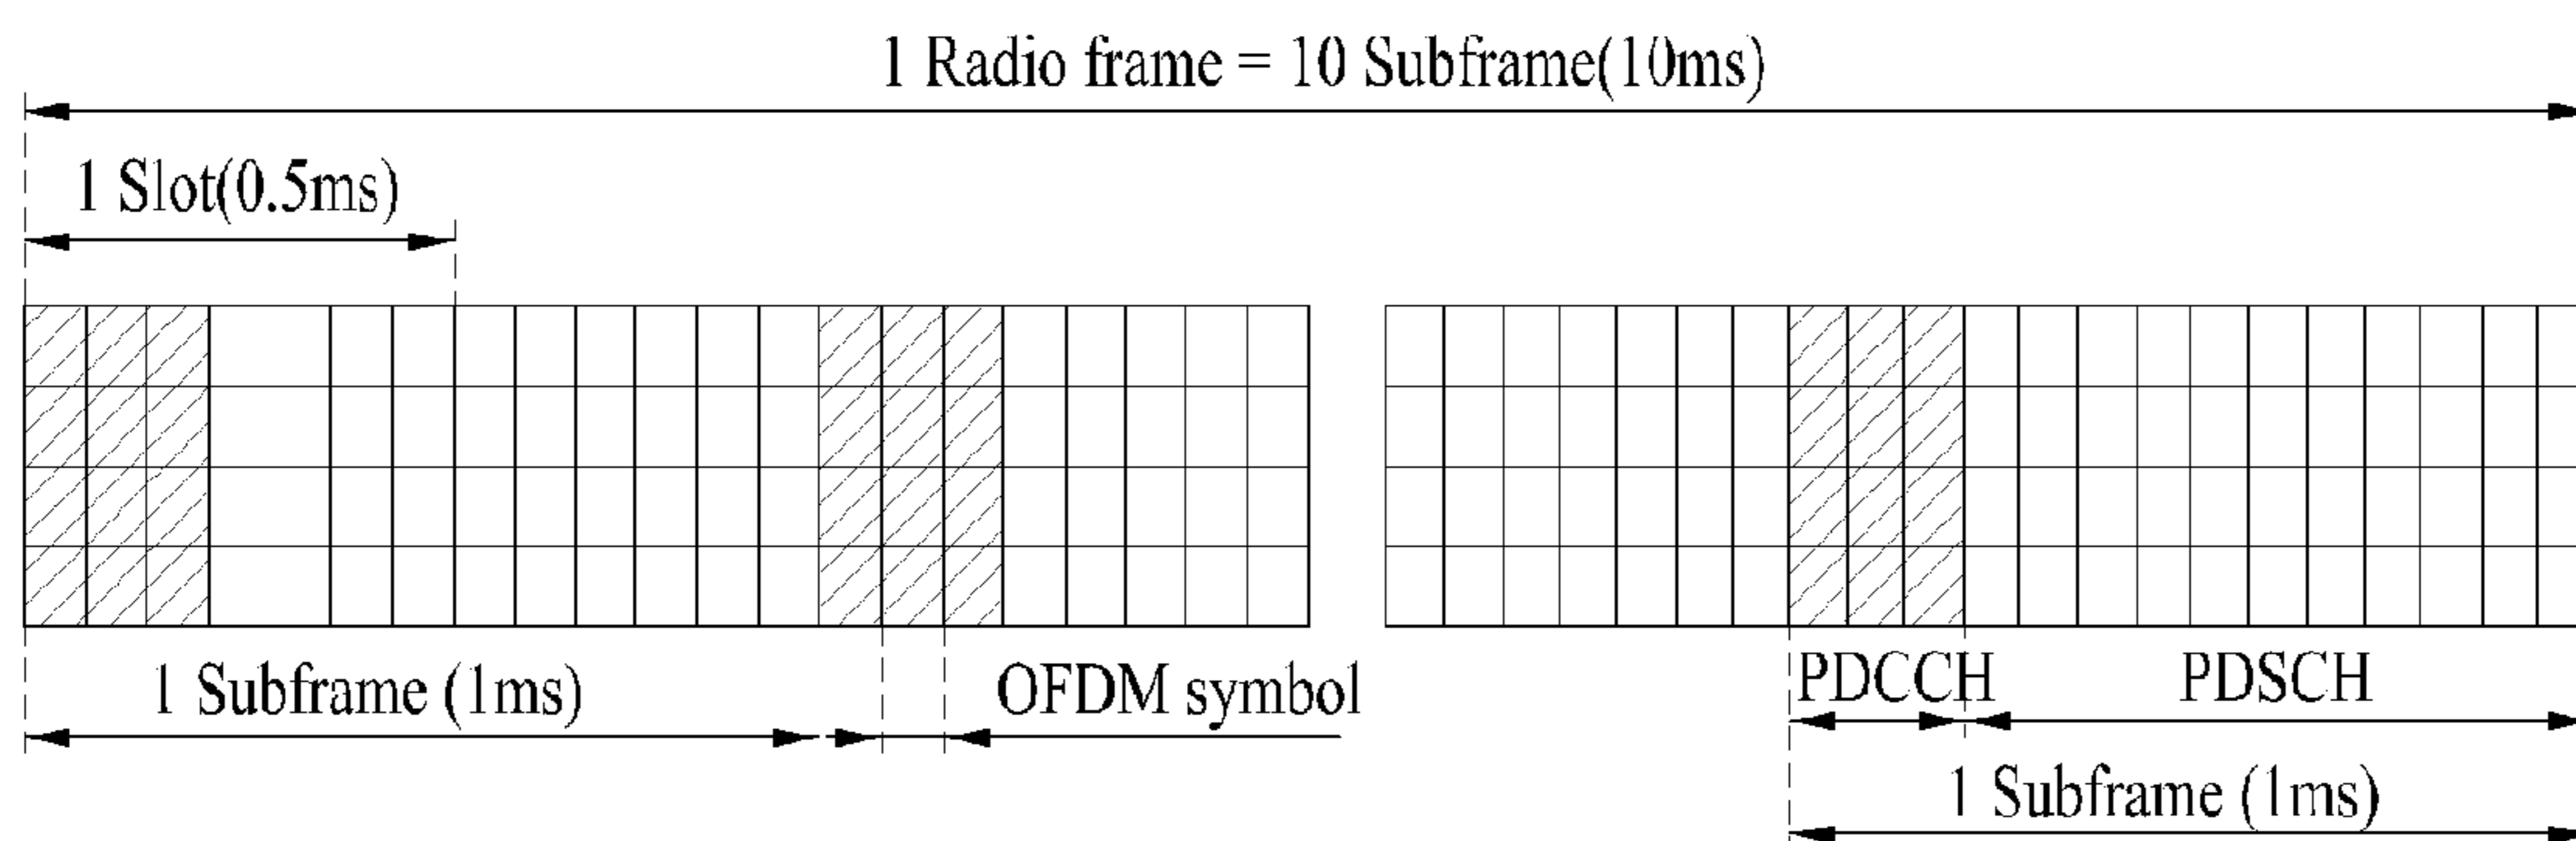 1 Radio frame = 10 Subframe(10ms)
1 Slot(0.5ms)
1 Subframe (1ms)
OFDM symbol
PDCCH
PDSCH
1 Subframe (1ms)